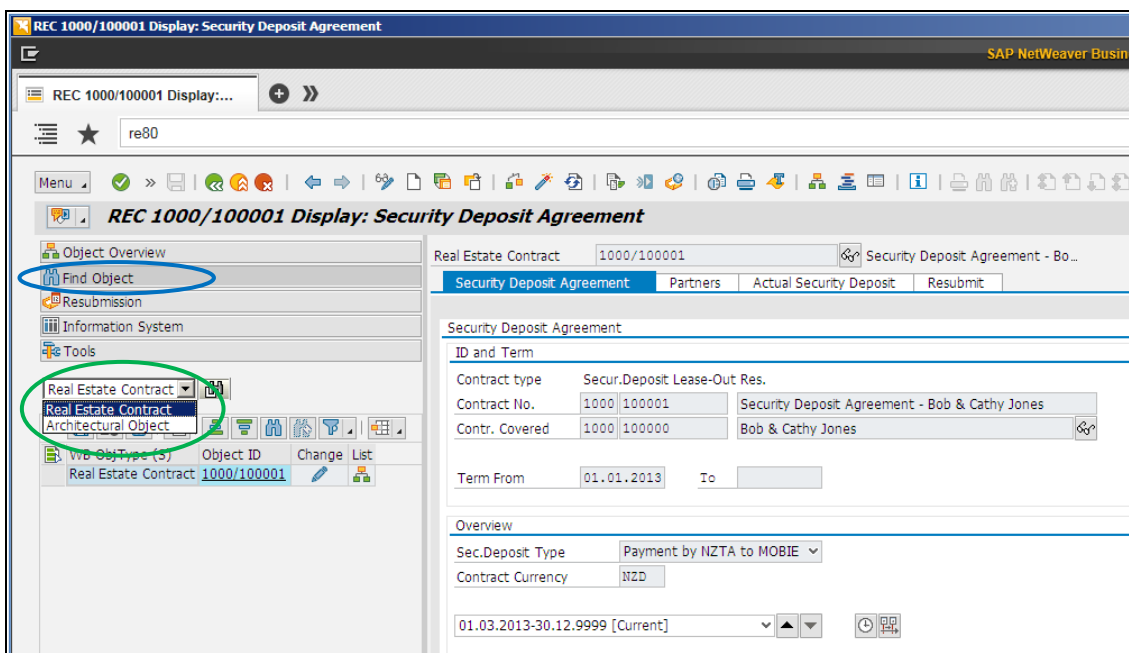 REC 1000/100001 Display: Security Deposit Agreement
SAP NetWeaver Busin
REC 1000/100001 Display:...
re80
Menu
REC 1000/100001 Display: Security Deposit Agreement
Object Overview
Find Object
Resubmission
Information System
Tools
Real Estate Contract
Real Estate Contract
Architectural Object
WB ObjType (S) Object ID Change List
Real Estate Contract 1000/100001
Real Estate Contract 1000/100001 Security Deposit Agreement - Bo...
Security Deposit Agreement Partners Actual Security Deposit Resubmit
Security Deposit Agreement
ID and Term
Contract type Secur.Deposit Lease-Out Res.
Contract No. 1000 100001 Security Deposit Agreement - Bob & Cathy Jones
Contr. Covered 1000 100000 Bob & Cathy Jones
Term From 01.01.2013 To
Overview
Sec.Deposit Type Payment by NZTA to MOBIE
Contract Currency NZD
01.03.2013-30.12.9999 [Current]